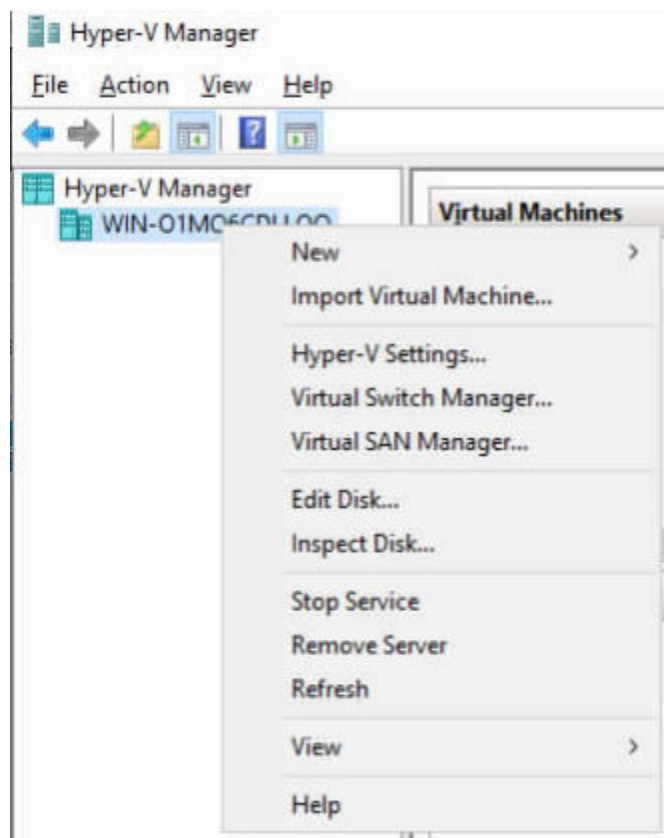 Hyper-V Manager
File Action View Help
Hyper-V Manager
Virtual Machines
New
Import Virtual Machine...
Hyper-V Settings...
Virtual Switch Manager...
Virtual SAN Manager...
Edit Disk...
Inspect Disk...
Stop Service
Remove Server
Refresh
View
Help